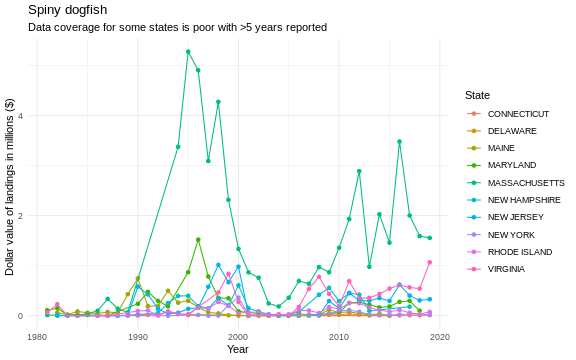 Spiny dogfish
Data coverage for some states is poor with >5 years reported
Dollar value of landings in millions ($)
4
2
0
1980
1990
2000
2010
2020
Year
State
CONNECTICUT
DELAWARE
MAINE
MARYLAND
MASSACHUSETTS
NEW HAMPSHIRE
NEW JERSEY
NEW YORK
RHODE ISLAND
VIRGINIA